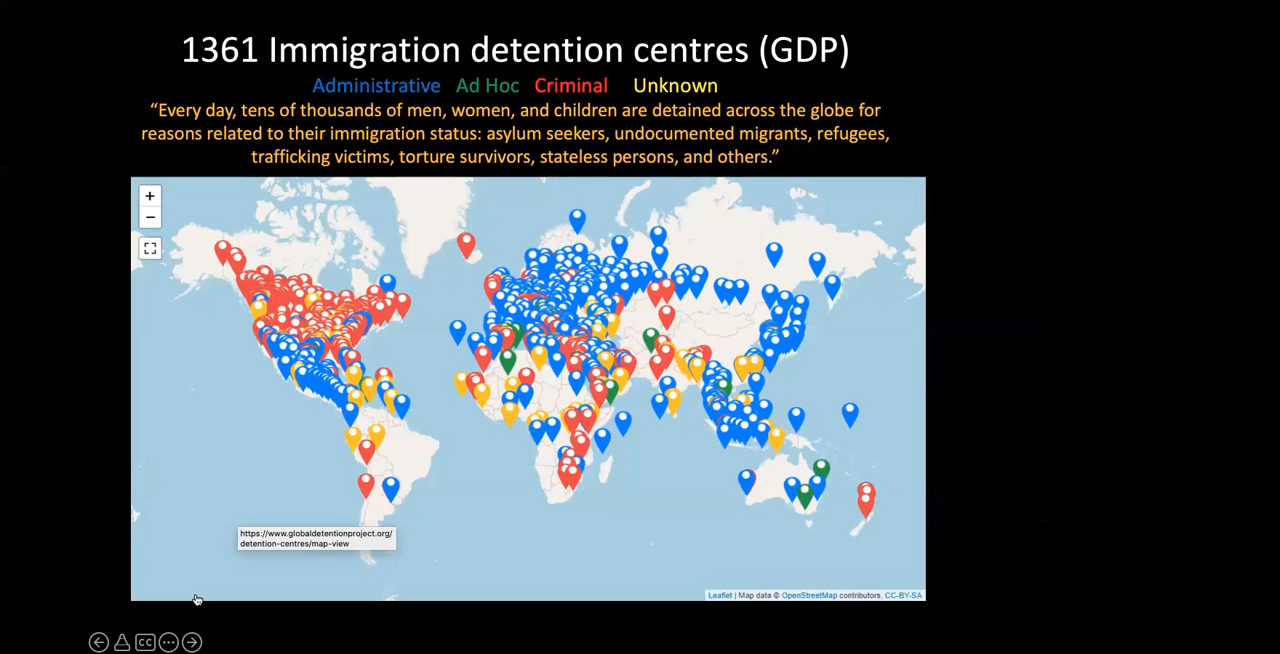 1361 Immigration detention centres (GDP)
Administrative Ad Hoc Criminal Unknown
“Every day, tens of thousands of men, women, and children are detained across the globe for
reasons related to their immigration status: asylum seekers, undocumented migrants, refugees,
trafficking victims, torture survivors, stateless persons, and others.”
+
−
https://www.globaldetentionproject.org/
detention-centres/map-view
Leaflet | Map data © OpenStreetMap contributors, CC-BY-SA
CC